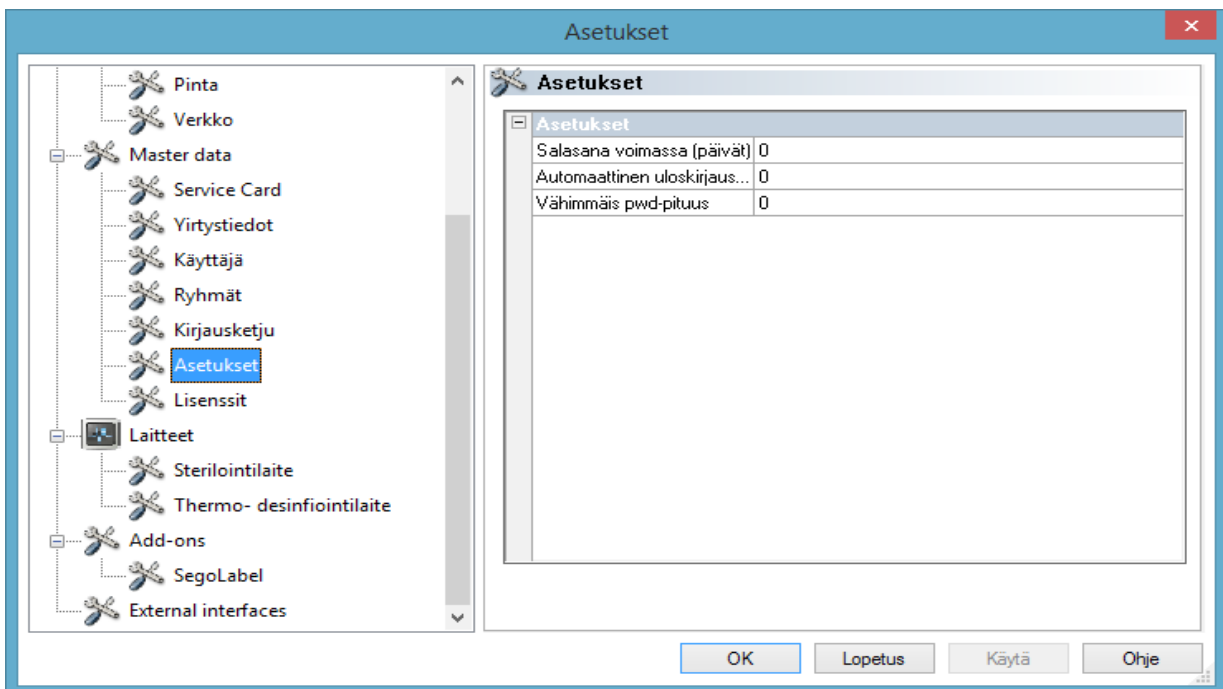 Asetukset
Pinta
Verkko
Master data
Service Card
Yirtystiedot
Käyttäjä
Ryhmät
Kirjausketju
Asetukset
Lisenssit
Laitteet
Sterilointilaite
Thermo- desinfiointilaite
Add-ons
SegoLabel
External interfaces
Asetukset
Asetukset
Salasana voimassa (päivät) 0
Automaattinen uloskirjaus... 0
Vähimmäis pwd-pituus 0
OK Lopetus Käytä Ohje